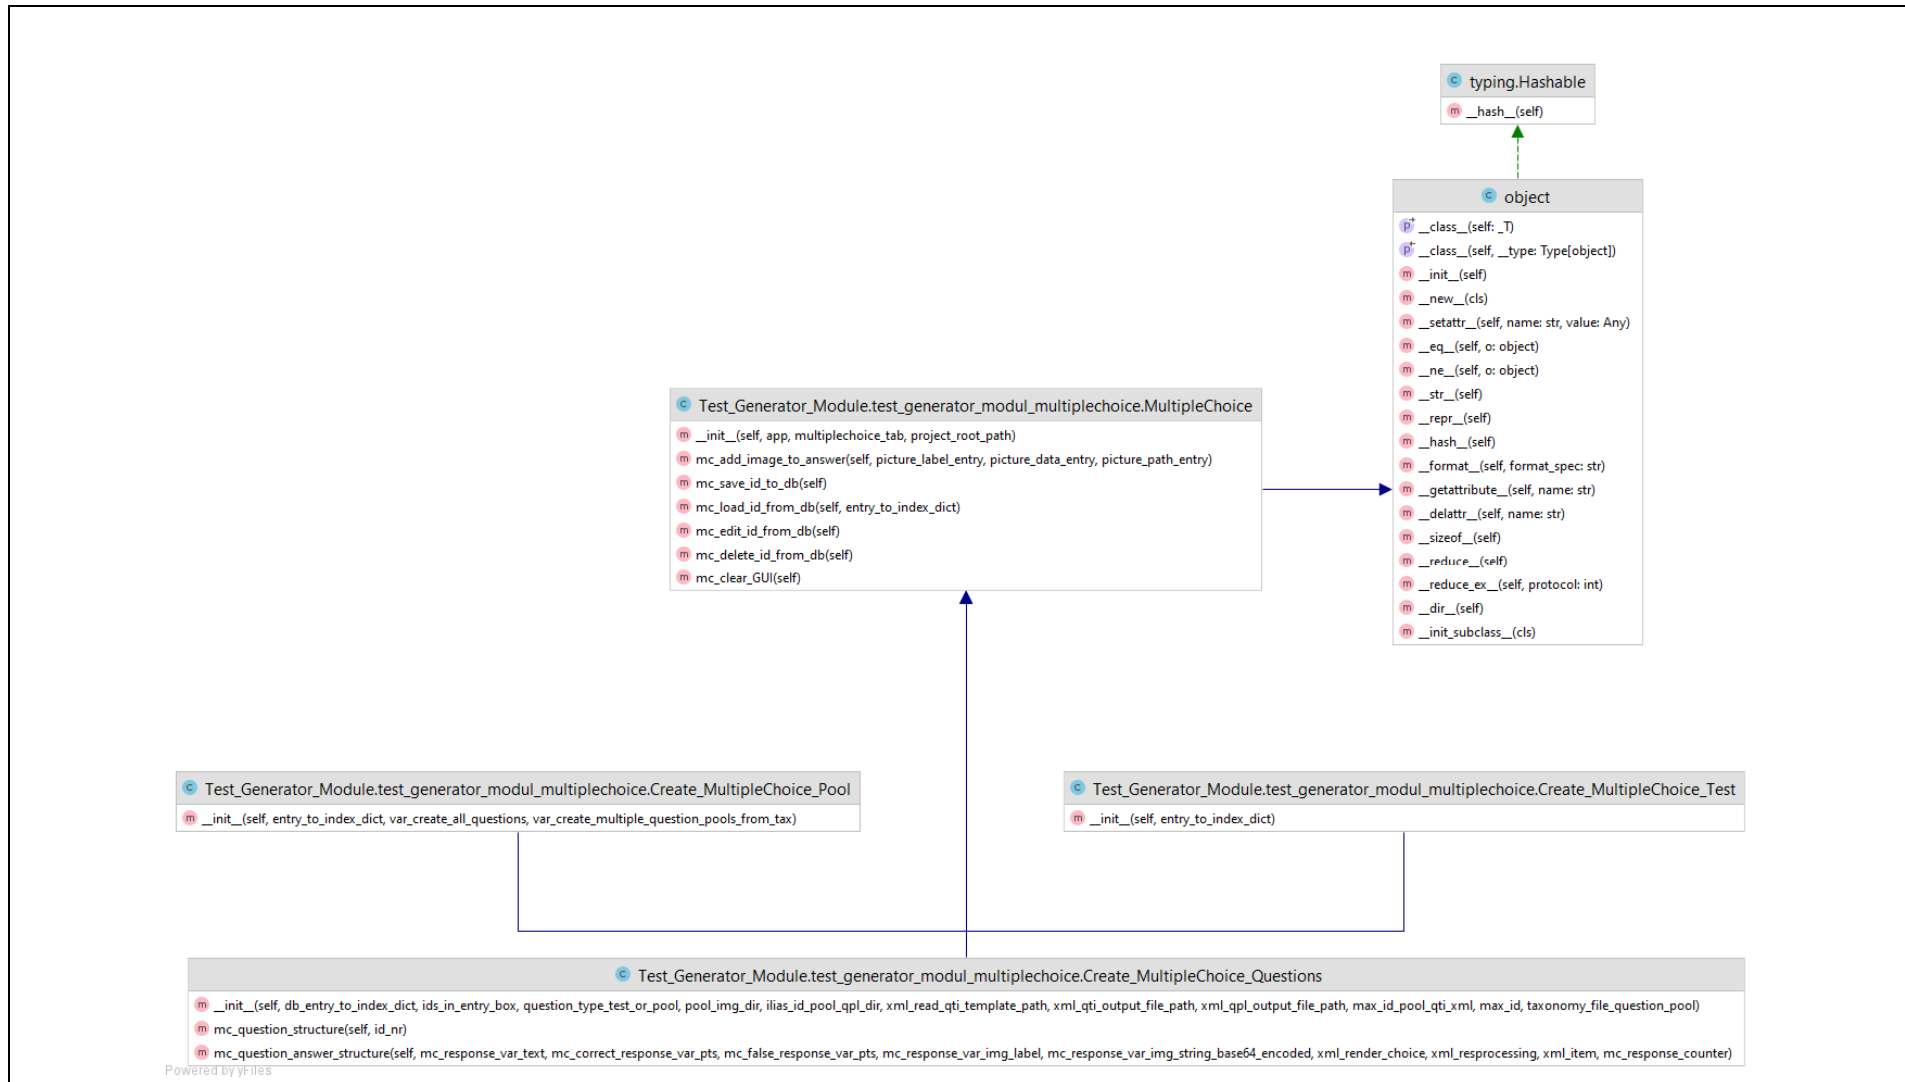 typing.Hashable
__hash__(self)
object
__class__(self: _T)
__class__(self, __type: Type[object])
__init__(self)
__new__(cls)
__setattr__(self, name: str, value: Any)
__eq__(self, o: object)
__ne__(self, o: object)
__str__(self)
__repr__(self)
__hash__(self)
__format__(self, format_spec: str)
__getattribute__(self, name: str)
__delattr__(self, name: str)
__sizeof__(self)
__reduce__(self)
__reduce_ex__(self, protocol: int)
__dir__(self)
__init_subclass__(cls)
Test_Generator_Module.test_generator_modul_multiplechoice.MultipleChoice
__init__(self, app, multiplechoice_tab, project_root_path)
mc_add_image_to_answer(self, picture_label_entry, picture_data_entry, picture_path_entry)
mc_save_id_to_db(self)
mc_load_id_from_db(self, entry_to_index_dict)
mc_edit_id_from_db(self)
mc_delete_id_from_db(self)
mc_clear_GUI(self)
Test_Generator_Module.test_generator_modul_multiplechoice.Create_MultipleChoice_Pool
__init__(self, entry_to_index_dict, var_create_all_questions, var_create_multiple_question_pools_from_tax)
Test_Generator_Module.test_generator_modul_multiplechoice.Create_MultipleChoice_Test
__init__(self, entry_to_index_dict)
Test_Generator_Module.test_generator_modul_multiplechoice.Create_MultipleChoice_Questions
__init__(self, db_entry_to_index_dict, ids_in_entry_box, question_type_test_or_pool, pool_img_dir, ilias_id_pool_qpl_dir, xml_read_qti_template_path, xml_qti_output_file_path, xml_qpl_output_file_path, max_id_pool_qti_xml, max_id, taxonomy_file_question_pool)
mc_question_structure(self, id_nr)
mc_question_answer_structure(self, mc_response_var_text, mc_correct_response_var_pts, mc_false_response_var_pts, mc_response_var_img_label, mc_response_var_img_string_base64_encoded, xml_render_choice, xml_resprocessing, xml_item, mc_response_counter)
Powered by yFiles